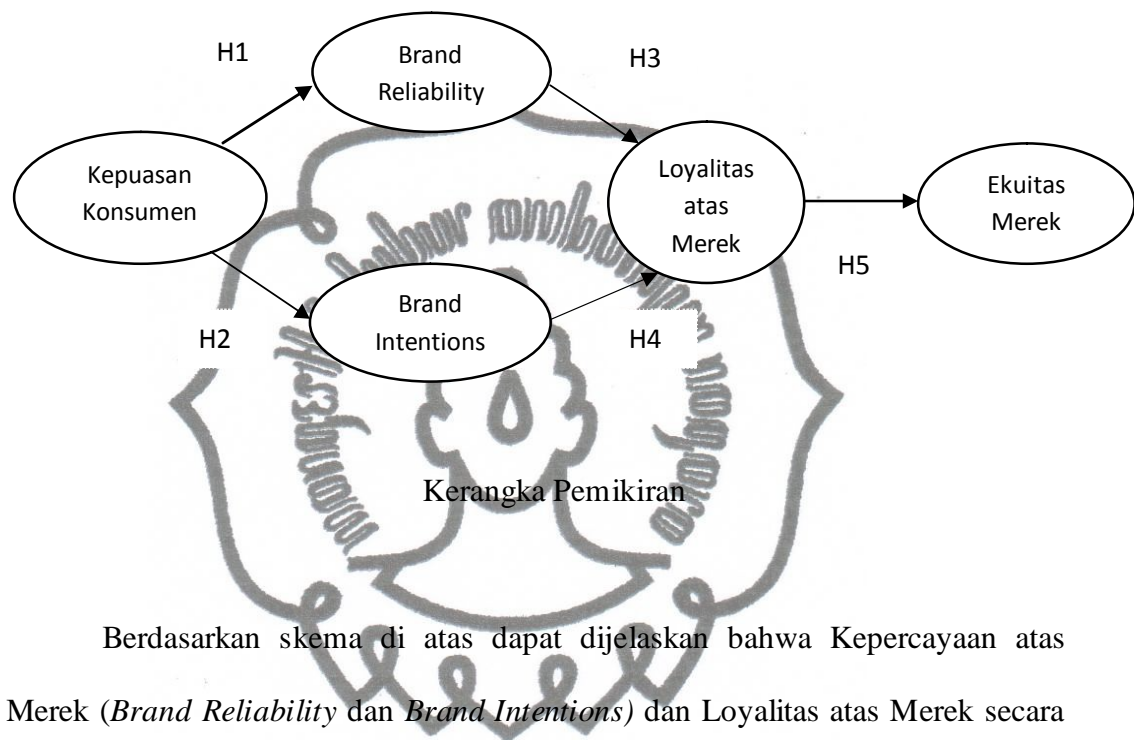 H1
Brand
Reliability
H3
Kepuasan
Konsumen
Loyalitas
atas
Merek
Ekuitas
Merek
H5
Brand
Intentions
H2
H4
Kerangka Pemikiran
Berdasarkan skema di atas dapat dijelaskan bahwa Kepercayaan atas
Merek (Brand Reliability dan Brand Intentions) dan Loyalitas atas Merek secara